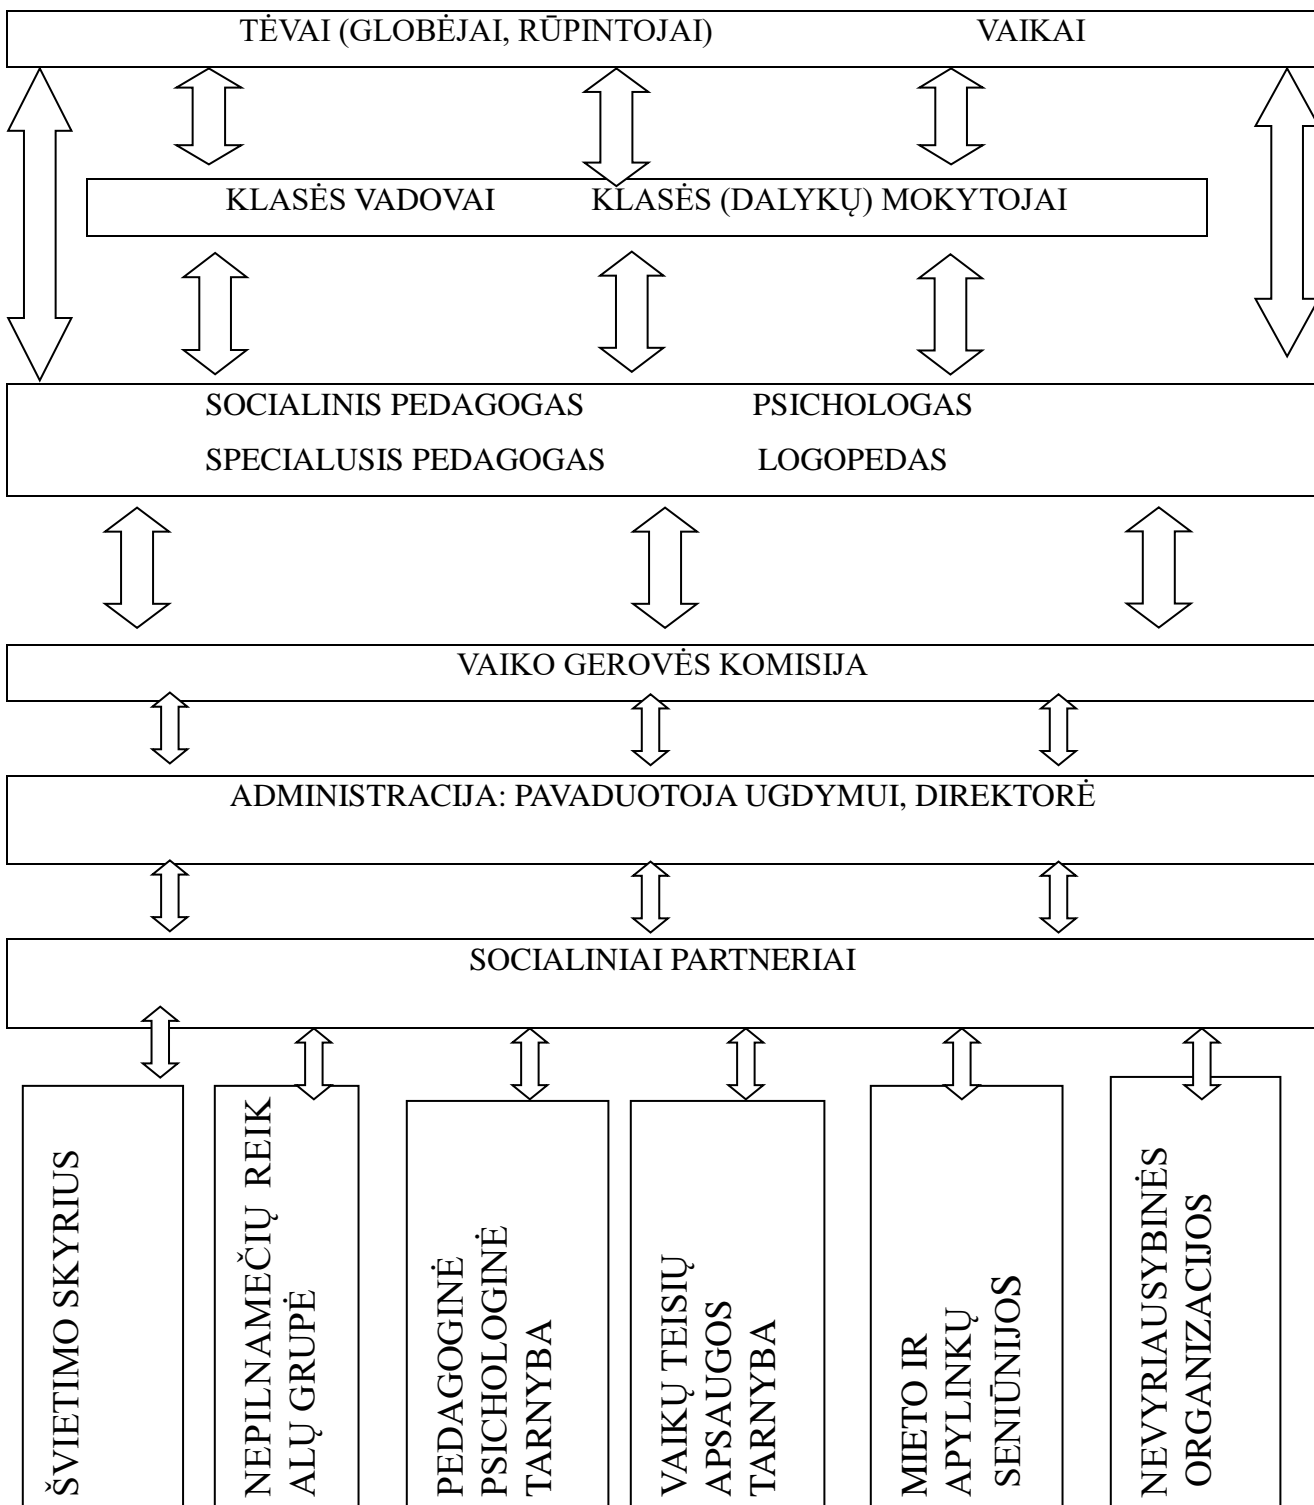 TĖVAI (GLOBĖJAI, RŪPINTOJAI) VAIKAI
KLASĖS VADOVAI KLASĖS (DALYKŲ) MOKYTOJAI
SOCIALINIS PEDAGOGAS PSICHOLOGAS
SPECIALUSIS PEDAGOGAS LOGOPEDAS
VAIKO GEROVĖS KOMISIJA
ADMINISTRACIJA: PAVADUOTOJA UGDYMUI, DIREKTORĖ
SOCIALINIAI PARTNERIAI
ŠVIETIMO SKYRIUS
NEPILNAMEČIŲ REIK
ALŲ GRUPĖ
PEDAGOGINĖ
PSICHOLOGINĖ
TARNYBA
VAIKŲ TEISIŲ
APSAUGOS
TARNYBA
MIETO IR
APYLINKŲ
SENIŪNIJOS
NEVYRIAUSYBINĖS
ORGANIZACIJOS